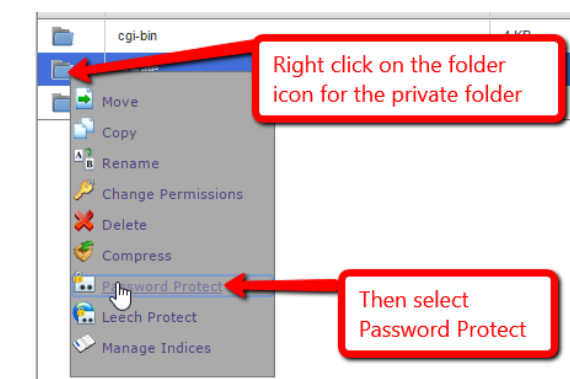 cgi-bin
Right click on the folder
icon for the private folder
Move
Copy
Rename
Change Permissions
Delete
Compress
Password Protect
Leech Protect
Manage Indices
Then select
Password Protect